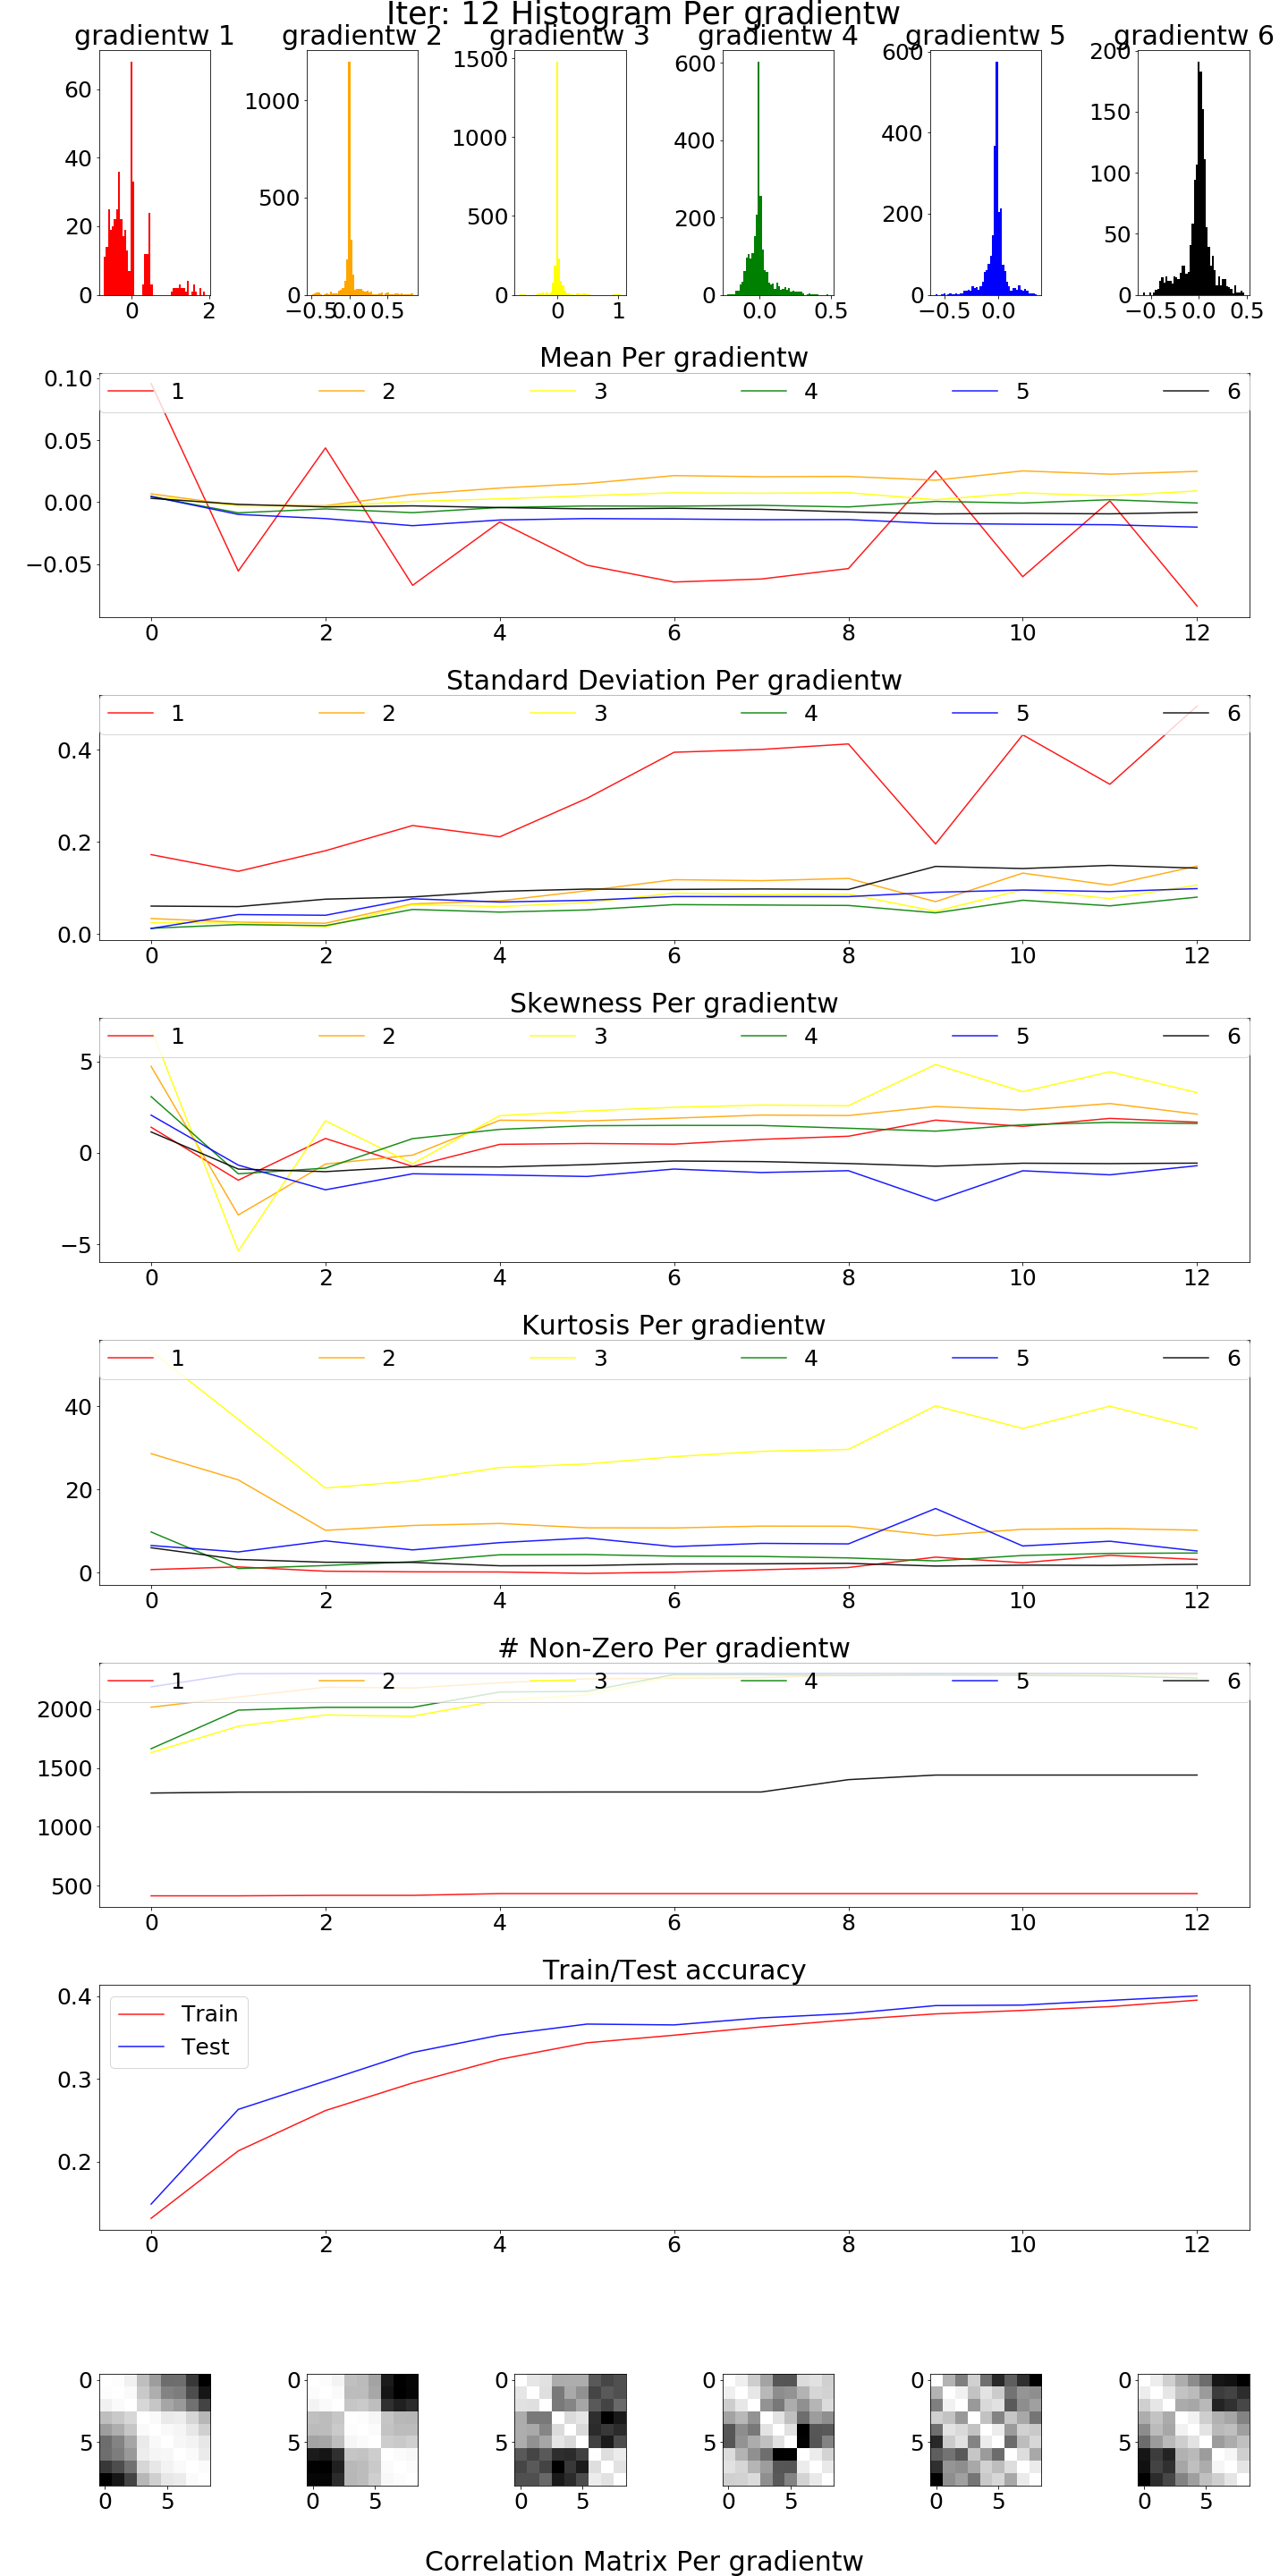 Iter: 12 Histogram Per gradientw
gradientw 1 gradientw 2 gradientw 3 gradientw 4 gradientw 5 gradientw 6
60 40 20 0
0 2
1000 500 0
−0.5 0.0 0.5
1500 1000 500 0
0 1
600 400 200 0
0.0 0.5
600 400 200 0
−0.5 0.0
200 150 100 50 0
−0.5 0.0 0.5
Mean Per gradientw
1 2 3 4 5 6
0.10
0.05
0.00
−0.05
0 2 4 6 8 10 12
Standard Deviation Per gradientw
1 2 3 4 5 6
0.4
0.2
0.0
0 2 4 6 8 10 12
Skewness Per gradientw
1 2 3 4 5 6
5
0
−5
0 2 4 6 8 10 12
Kurtosis Per gradientw
1 2 3 4 5 6
40
20
0
0 2 4 6 8 10 12
# Non-Zero Per gradientw
1 2 3 4 5 6
2000
1500
1000
500
0 2 4 6 8 10 12
Train/Test accuracy
Train
Test
0.4
0.3
0.2
0 2 4 6 8 10 12
0 0 0 0 0 0
5 5 5 5 5 5
0 5 0 5 0 5 0 5 0 5 0 5
Correlation Matrix Per gradientw